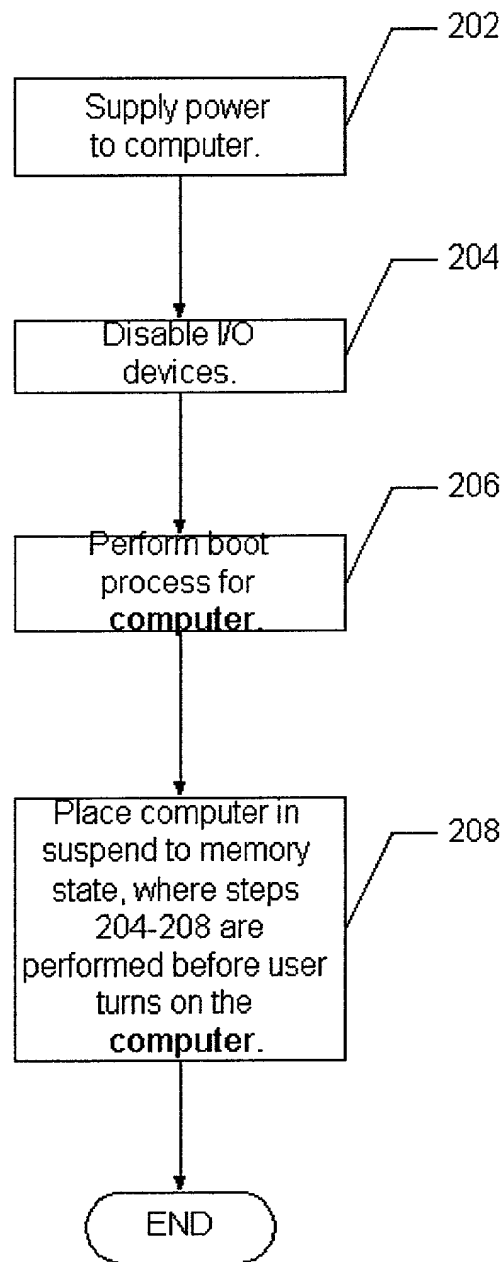 202
Supply power
to computer.
204
Disable I/O
devices.
206
Perform boot
process for
computer.
208
Place computer in
suspend to memory
state, where steps
204-208 are
performed before user
turns on the
computer.
END